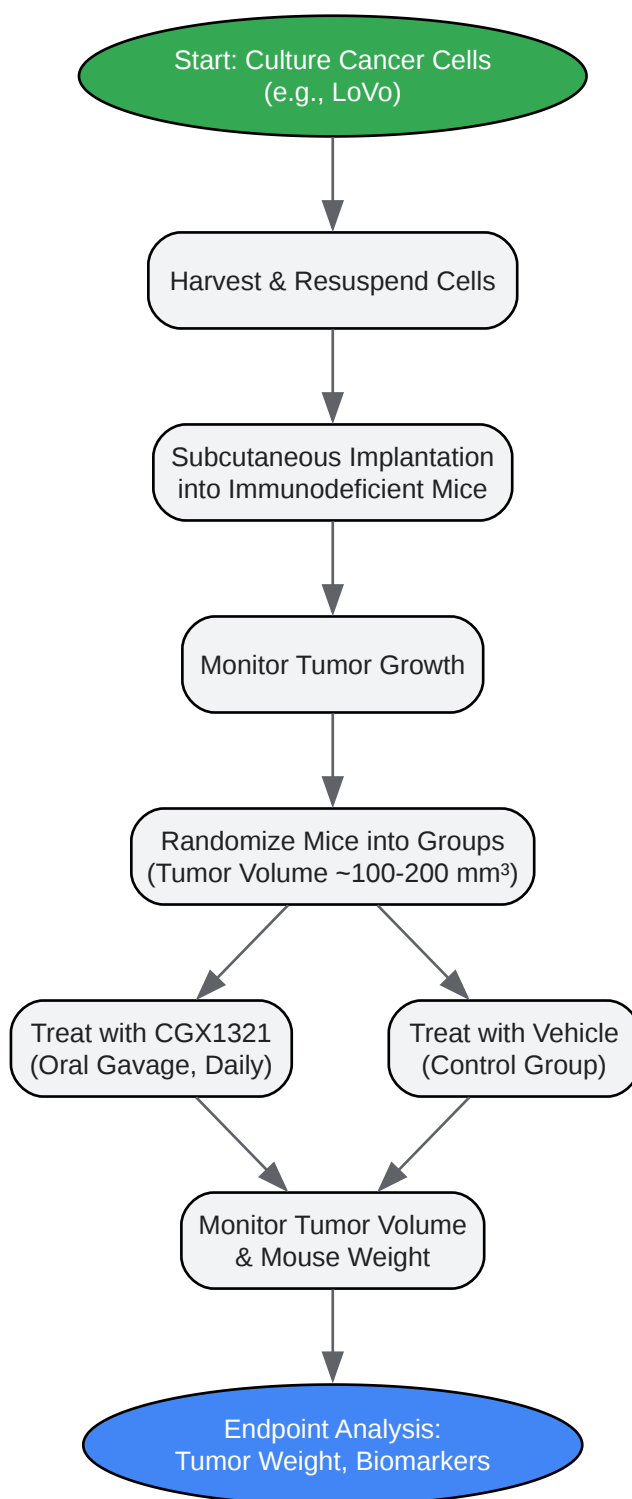 Start: Culture Cancer Cells
(e.g., LoVo)
Harvest & Resuspend Cells
Subcutaneous Implantation
into Immunodeficient Mice
Monitor Tumor Growth
Randomize Mice into Groups
(Tumor Volume ~100-200 mm³)
Treat with CGX1321
(Oral Gavage, Daily)
Treat with Vehicle
(Control Group)
Monitor Tumor Volume
& Mouse Weight
Endpoint Analysis:
Tumor Weight, Biomarkers